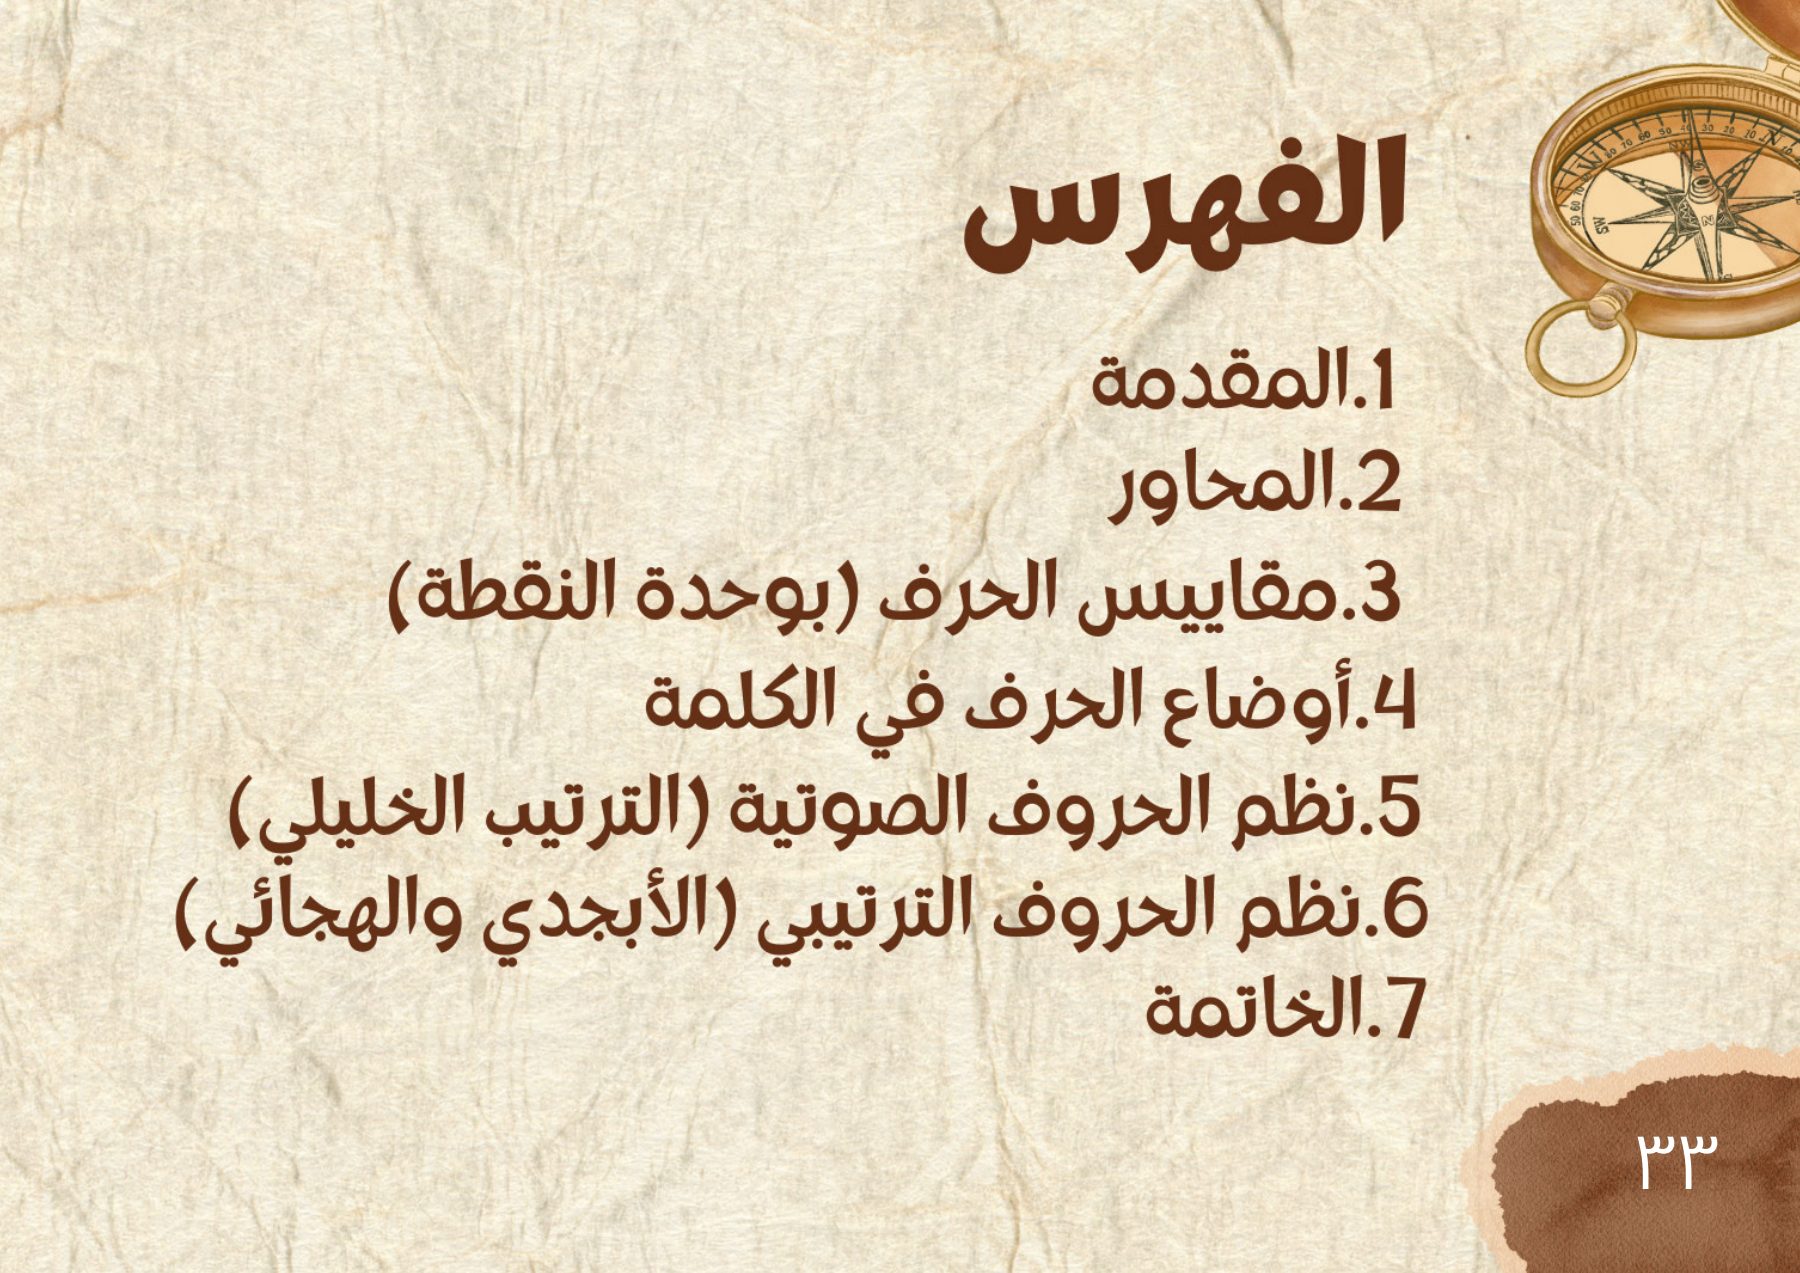 الفهرس
1.المقدمة
2.المحاور
3.مقاييس الحرف (بوحدة النقطة)
4.أوضاع الحرف في الكلمة
5.نظم الحروف الصوتية (الترتيب الخليلي)
6.نظم الحروف الترتيبي (الأبجدي والهجائي)
7.الخاتمة
٣٣